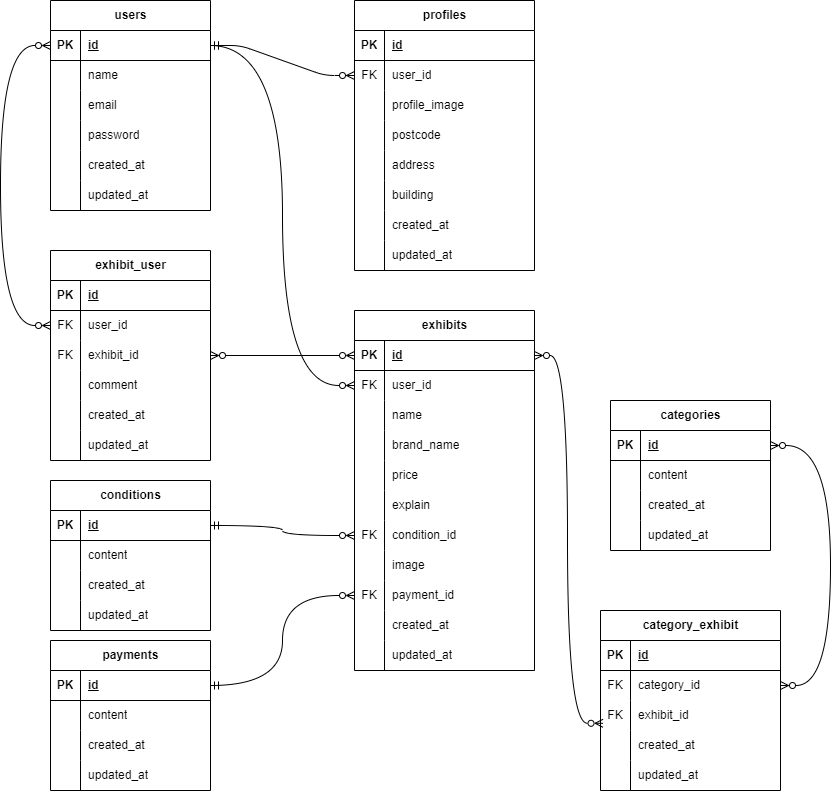 users
PK id
name
email
password
created_at
updated_at
profiles
PK id
FK user_id
profile_image
postcode
address
building
created_at
updated_at
exhibit_user
PK id
FK user_id
FK exhibit_id
comment
created_at
updated_at
exhibits
PK id
FK user_id
name
brand_name
price
explain
FK condition_id
image
FK payment_id
created_at
updated_at
categories
PK id
content
created_at
updated_at
conditions
PK id
content
created_at
updated_at
payments
PK id
content
created_at
updated_at
category_exhibit
PK id
FK category_id
FK exhibit_id
created_at
updated_at